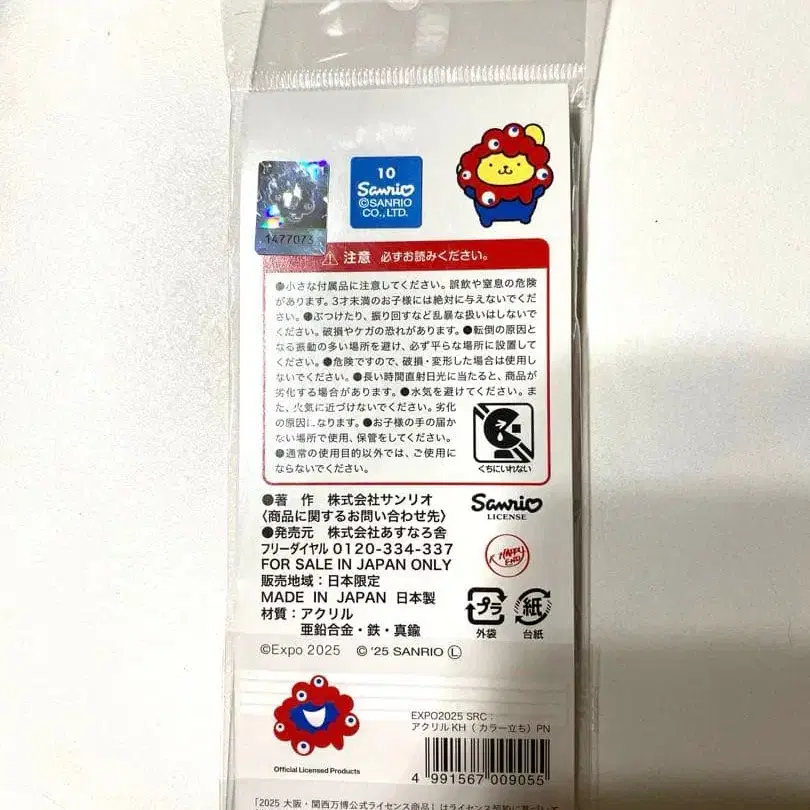 1477073
10
Sanrio
©SANRIO
CO.,LTD.
⚠ 注意 必ずお読みください。
●小さな付属品に注意してください。誤飲や窒息の危険
があります。3才未満のお子様には絶対に与えないでくだ
さい。●ぶつけたり、振り回すなど乱暴な扱いはしないで
ください。破損やケガの恐れがあります。●転倒の原因と
なる振動の多い場所を避け、必ず平らな場所に設置して
ください。●危険ですので、破損・変形した場合は使用し
ないでください。●長い時間直射日光に当たると、商品が
劣化する場合があります。●水気を避けてください。ま
た、火気に近づけないでください。劣化
の原因になります。●お子様の手の届か
ない場所で使用、保管をしてください。
●通常の使用目的以外では、ご使用に
ならないでください。
くちにいれない
●著 作 株式会社サンリオ
〈商品に関するお問い合わせ先〉
●発売元 株式会社あすなろ舎
フリーダイヤル 0120-334-337
FOR SALE IN JAPAN ONLY
販売地域：日本限定
MADE IN JAPAN 日本製
材質：アクリル
亜鉛合金・鉄・真鍮
Sanrio
LICENSE
K HAPPY
END
プラ
外袋
紙
台紙
©Expo 2025 © '25 SANRIO Ⓛ
Official Licensed Products
EXPO2025 SRC：
アクリルKH（カラー立ち）PN
4 991567 009055
「2025 大阪・関西万博公式ライセンス商品」はライセンス契約に基づいて